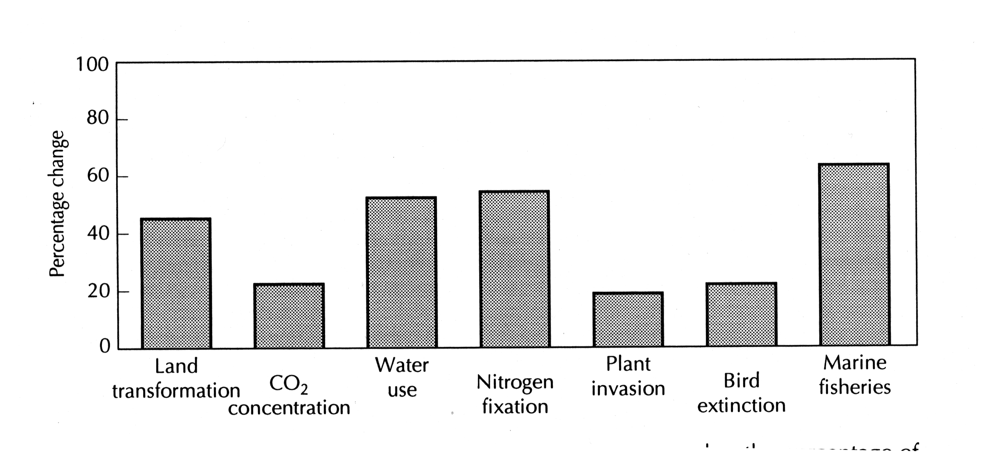 100
80
60
40
20
0
Percentage change
Land
transformation
CO₂
concentration
Water
use
Nitrogen
fixation
Plant
invasion
Bird
extinction
Marine
fisheries
of